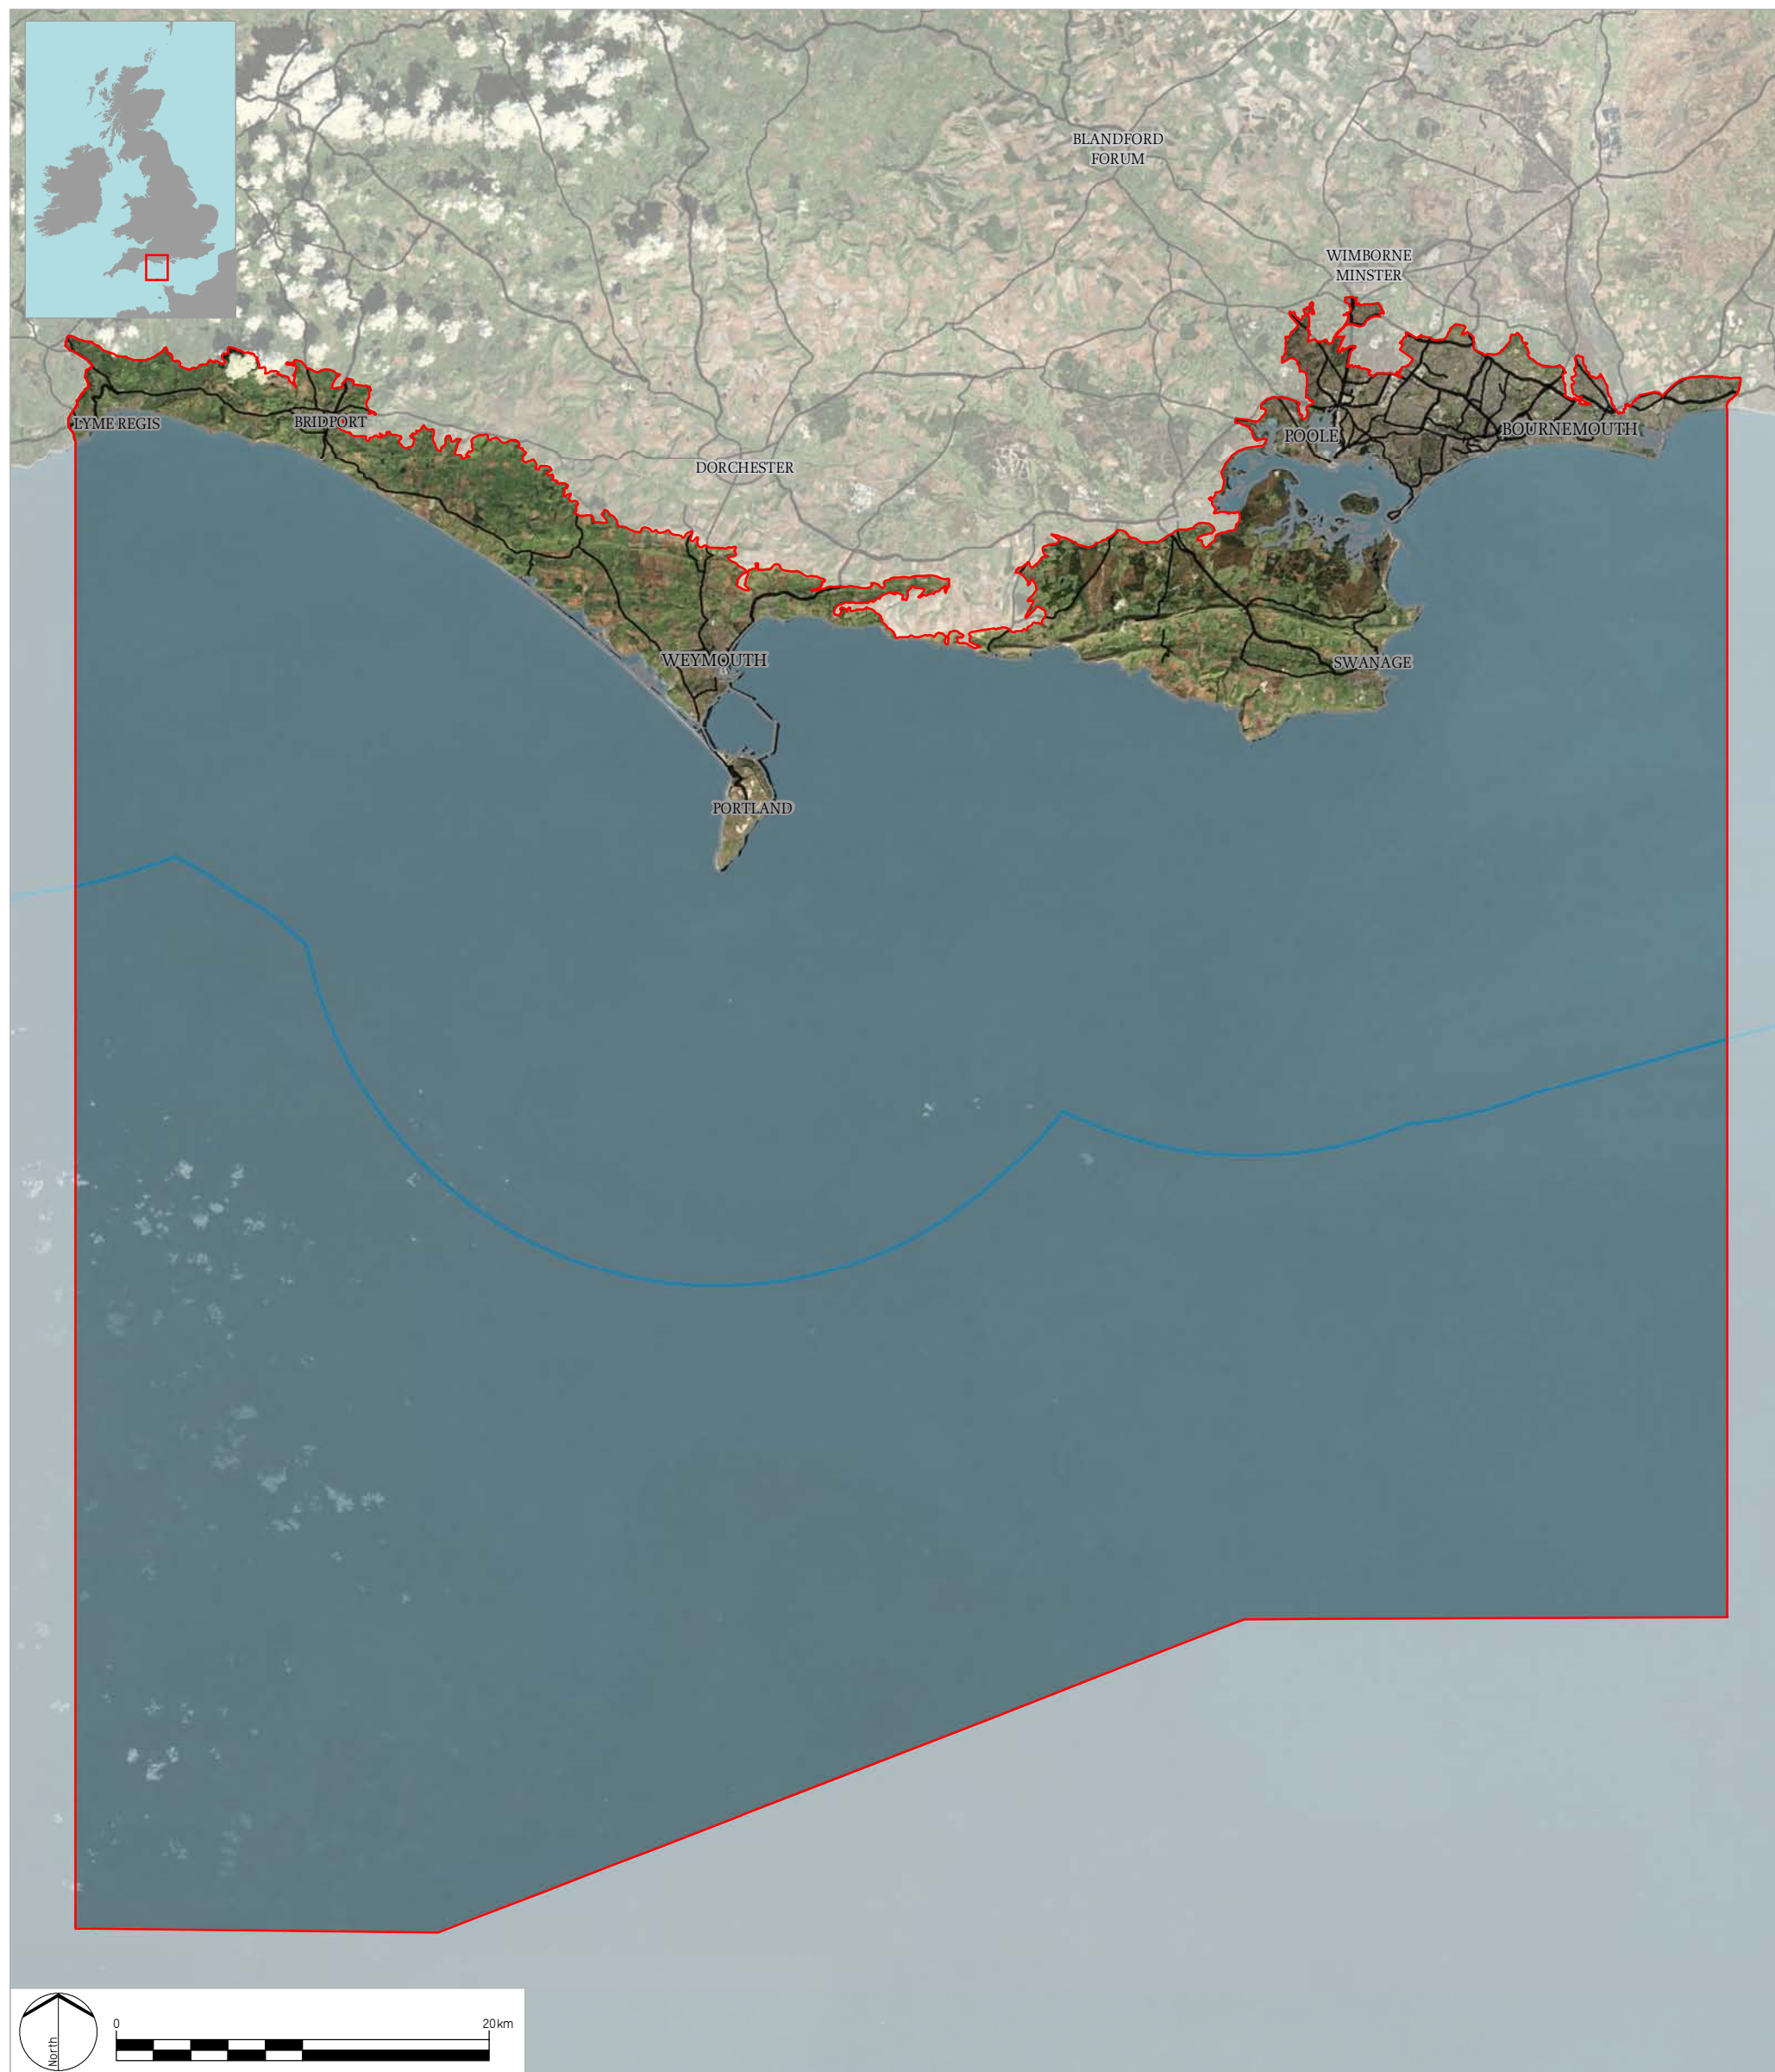 BLANDFORD
FORUM
WIMBORNE
MINSTER
LYME REGIS
BRIDPORT
POOLE
BOURNEMOUTH
DORCHESTER
WEYMOUTH
SWANAGE
PORTLAND
North
0
20km